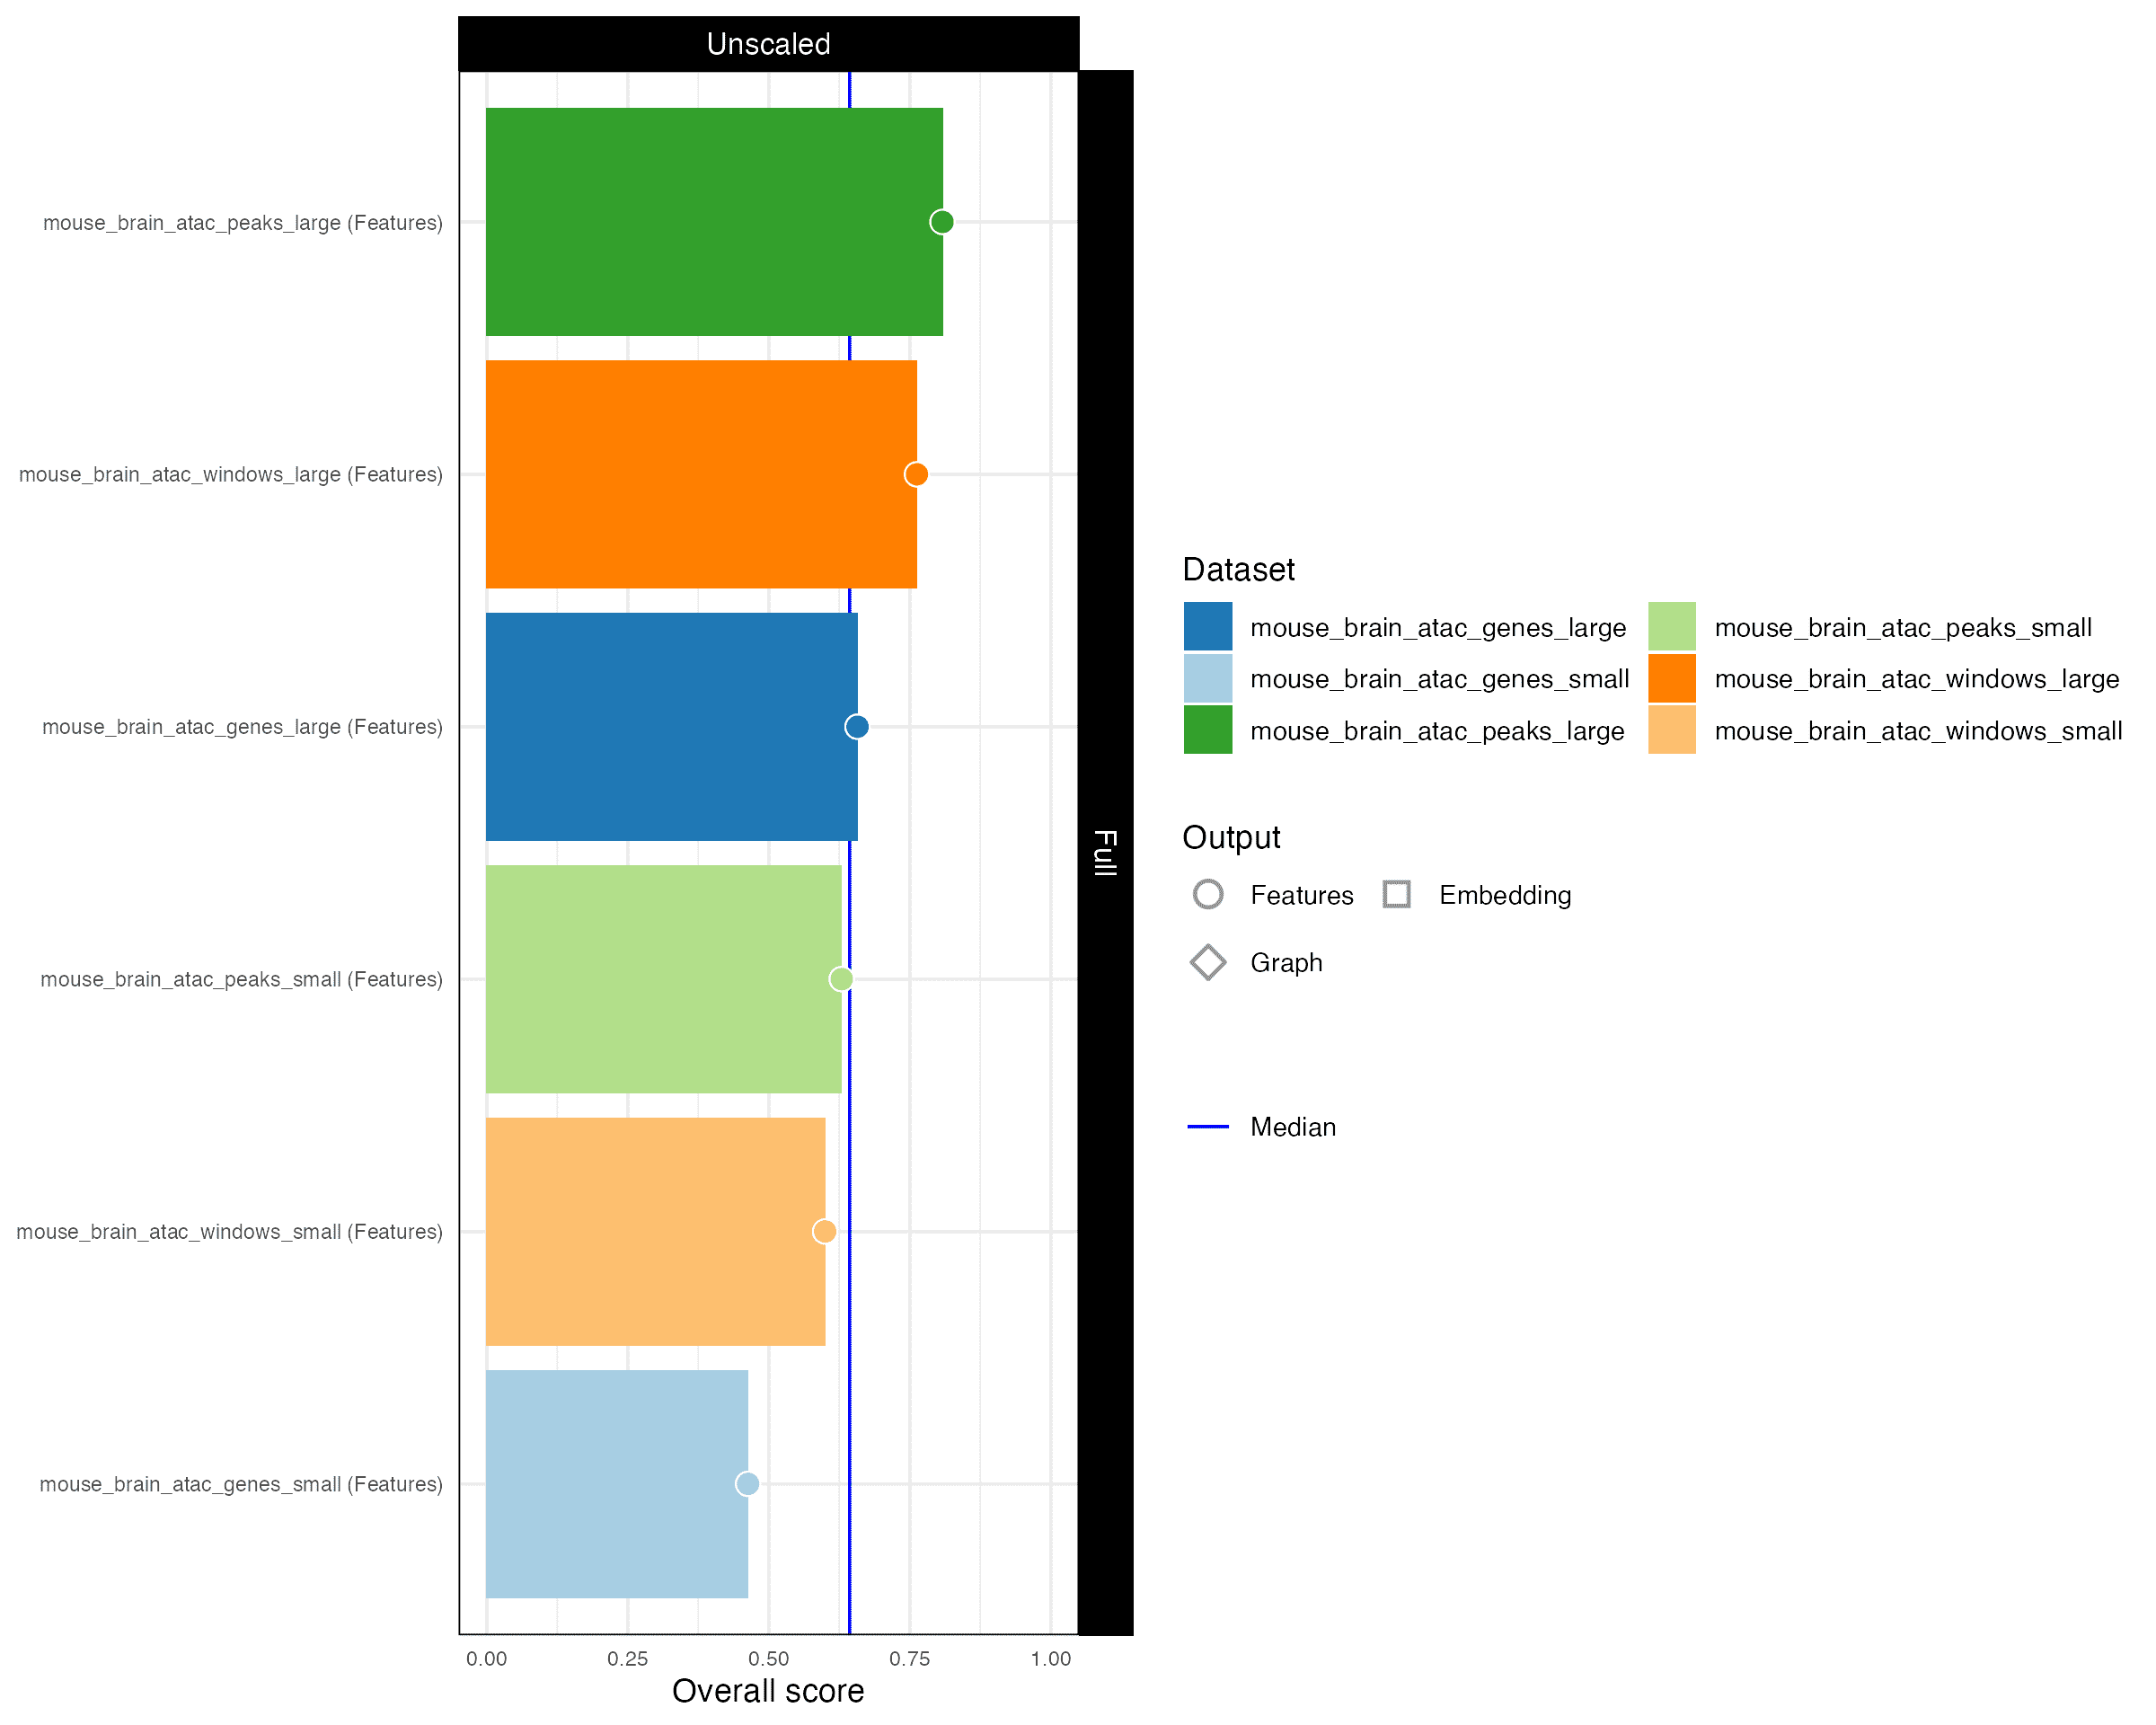 Unscaled
mouse_brain_atac_peaks_large (Features)
mouse_brain_atac_windows_large (Features)
mouse_brain_atac_genes_large (Features)
mouse_brain_atac_peaks_small (Features)
mouse_brain_atac_windows_small (Features)
mouse_brain_atac_genes_small (Features)
0.00 0.25 0.50 0.75 1.00
Overall score
Full
Dataset
mouse_brain_atac_genes_large mouse_brain_atac_peaks_small
mouse_brain_atac_genes_small mouse_brain_atac_windows_large
mouse_brain_atac_peaks_large mouse_brain_atac_windows_small
Output
Features Embedding
Graph
Median